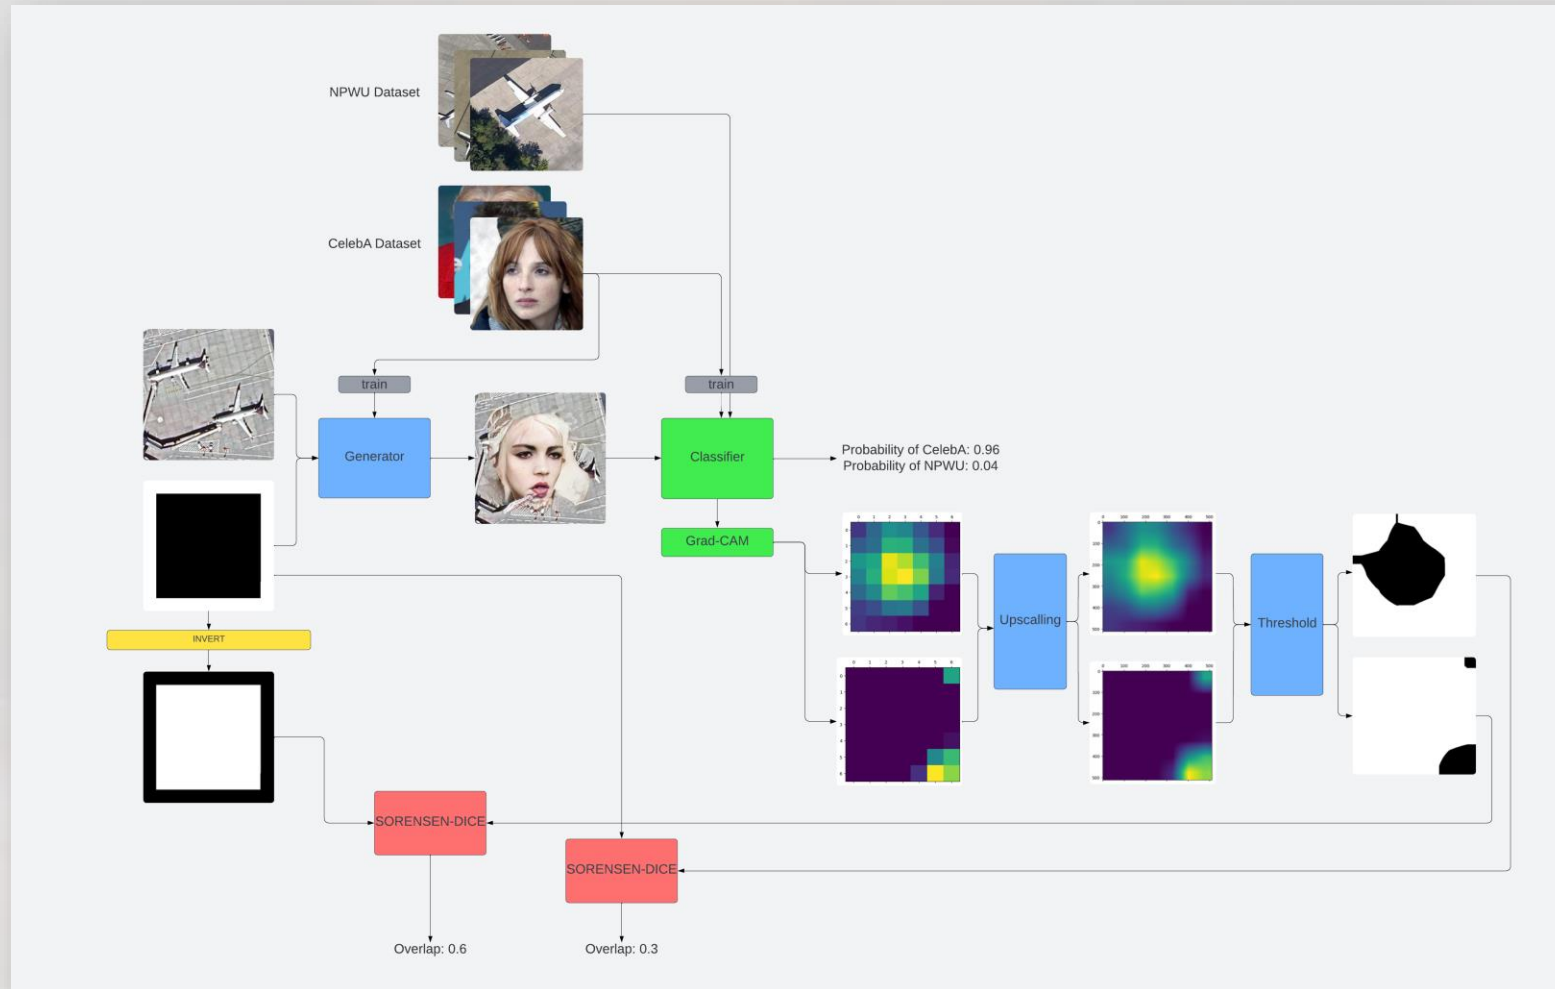 NPWU Dataset
CelebA Dataset
train
train
Generator
Classifier
Probability of CelebA: 0.96
Probability of NPWU: 0.04
Grad-CAM
Upscalling
Threshold
INVERT
SORENSEN-DICE
SORENSEN-DICE
Overlap: 0.6
Overlap: 0.3